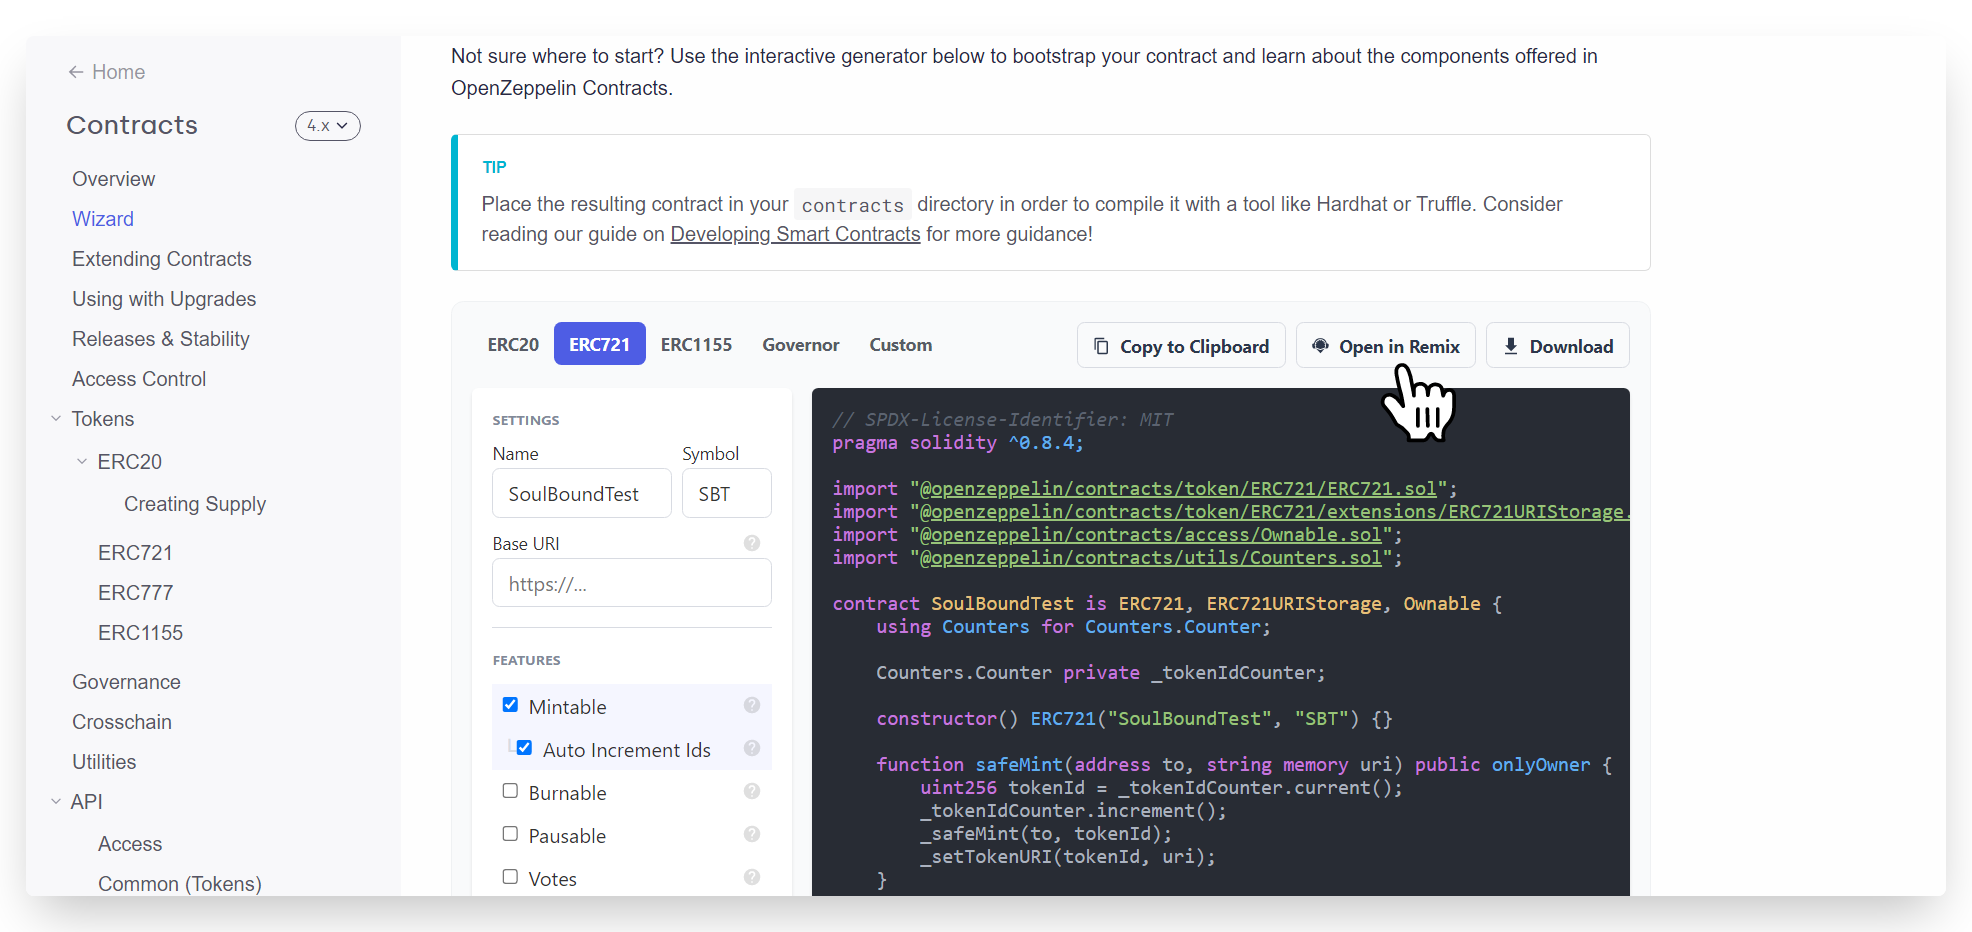 ← Home
Contracts
4.x
Overview
Wizard
Extending Contracts
Using with Upgrades
Releases & Stability
Access Control
Tokens
ERC20
Creating Supply
ERC721
ERC777
ERC1155
Governance
Crosschain
Utilities
API
Access
Common (Tokens)
Not sure where to start? Use the interactive generator below to bootstrap your contract and learn about the components offered in
OpenZeppelin Contracts.
TIP
Place the resulting contract in your contracts directory in order to compile it with a tool like Hardhat or Truffle. Consider
reading our guide on Developing Smart Contracts for more guidance!
ERC20 ERC721 ERC1155 Governor Custom
Copy to Clipboard Open in Remix Download
SETTINGS
Name Symbol
SoulBoundTest SBT
Base URI ?
https://...
FEATURES
Mintable ?
Auto Increment Ids ?
Burnable ?
Pausable ?
Votes ?
// SPDX-License-Identifier: MIT
pragma solidity ^0.8.4;
import "@openzeppelin/contracts/token/ERC721/ERC721.sol";
import "@openzeppelin/contracts/token/ERC721/extensions/ERC721URIStorage.
import "@openzeppelin/contracts/access/Ownable.sol";
import "@openzeppelin/contracts/utils/Counters.sol";
contract SoulBoundTest is ERC721, ERC721URIStorage, Ownable {
using Counters for Counters.Counter;
Counters.Counter private _tokenIdCounter;
constructor() ERC721("SoulBoundTest", "SBT") {}
function safeMint(address to, string memory uri) public onlyOwner {
uint256 tokenId = _tokenIdCounter.current();
_tokenIdCounter.increment();
_safeMint(to, tokenId);
_setTokenURI(tokenId, uri);
}